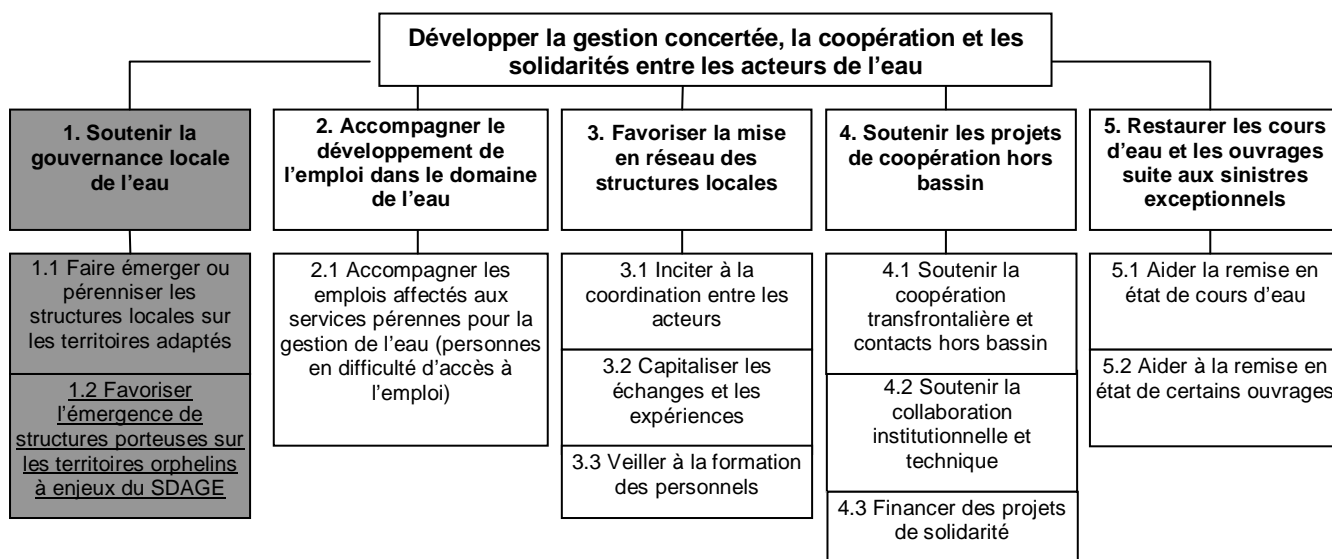 Développer la gestion concertée, la coopération et les
solidarités entre les acteurs de l'eau
1. Soutenir la
gouvernance locale
de l'eau
1.1 Faire émerger ou
pérenniser les
structures locales sur
les territoires adaptés
1.2 Favoriser
l'émergence de
structures porteuses sur
les territoires orphelins
à enjeux du SDAGE
2. Accompagner le
développement de
l'emploi dans le domaine
de l'eau
2.1 Accompagner les
emplois affectés aux
services pérennes pour la
gestion de l'eau (personnes
en difficulté d'accès à
l'emploi)
3. Favoriser la mise
en réseau des
structures locales
3.1 Inciter à la
coordination entre les
acteurs
3.2 Capitaliser les
échanges et les
expériences
3.3 Veiller à la formation
des personnels
4. Soutenir les projets
de coopération hors
bassin
4.1 Soutenir la
coopération
transfrontalière et
contacts hors bassin
4.2 Soutenir la
collaboration
institutionnelle et
technique
4.3 Financer des projets
de solidarité
5. Restaurer les cours
d'eau et les ouvrages
suite aux sinistres
exceptionnels
5.1 Aider la remise en
état de cours d'eau
5.2 Aider à la remise en
état de certains ouvrages